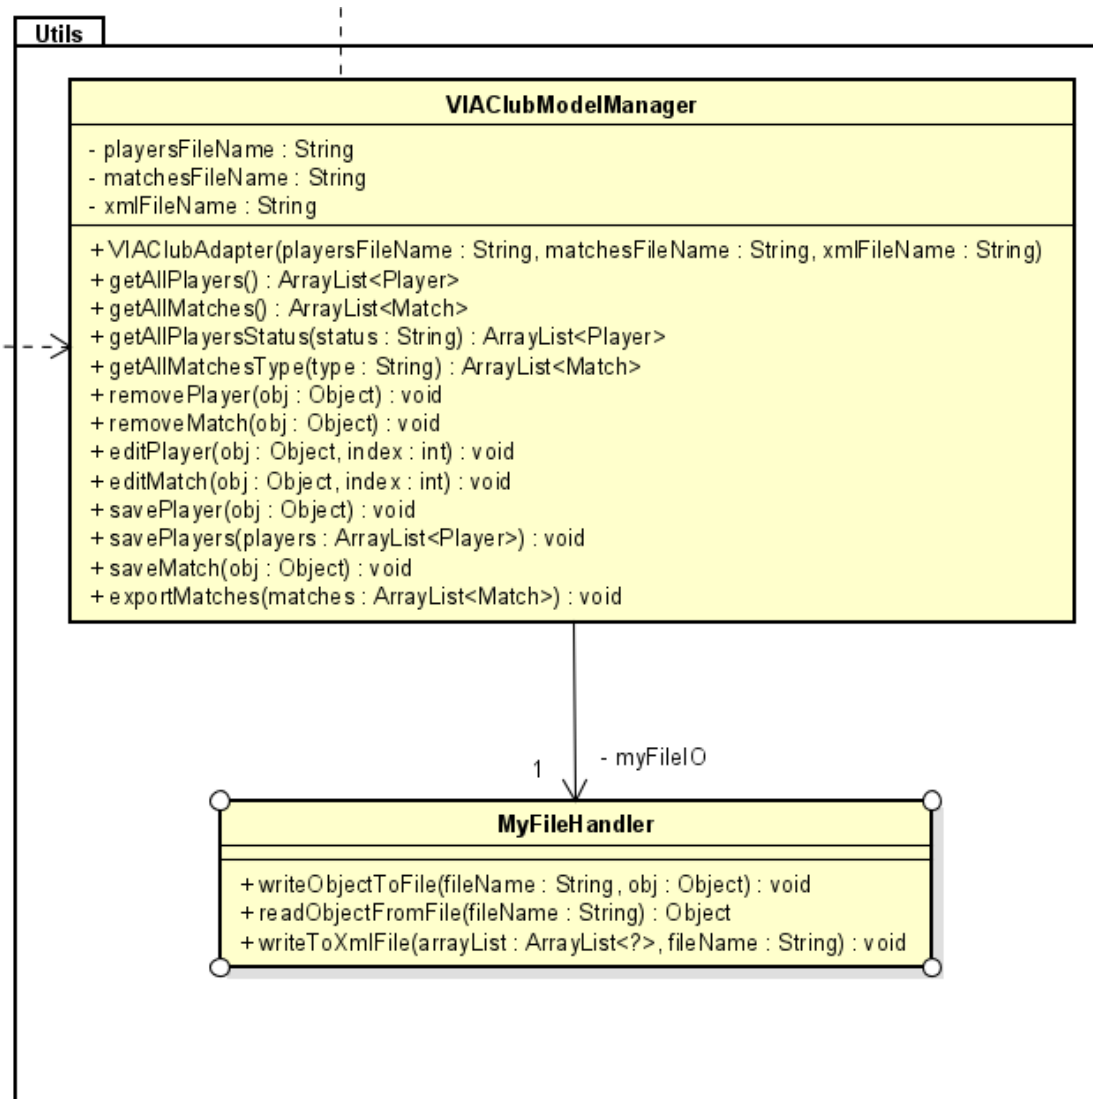 Utils
VIAClubModelManager
- playersFileName : String
- matchesFileName : String
- xmlFileName : String
+ VIAClubAdapter(playersFileName : String, matchesFileName : String, xmlFileName : String)
+ getAllPlayers() : ArrayList<Player>
+ getAllMatches() : ArrayList<Match>
+ getAllPlayersStatus(status : String) : ArrayList<Player>
+ getAllMatchesType(type : String) : ArrayList<Match>
+ removePlayer(obj : Object) : void
+ removeMatch(obj : Object) : void
+ editPlayer(obj : Object, index : int) : void
+ editMatch(obj : Object, index : int) : void
+ savePlayer(obj : Object) : void
+ savePlayers(players : ArrayList<Player>) : void
+ saveMatch(obj : Object) : void
+ exportMatches(matches : ArrayList<Match>) : void
1 - myFileIO
MyFileHandler
+ writeObjectToFile(fileName : String, obj : Object) : void
+ readObjectFromFile(fileName : String) : Object
+ writeToXmlFile(arrayList : ArrayList<?>, fileName : String) : void